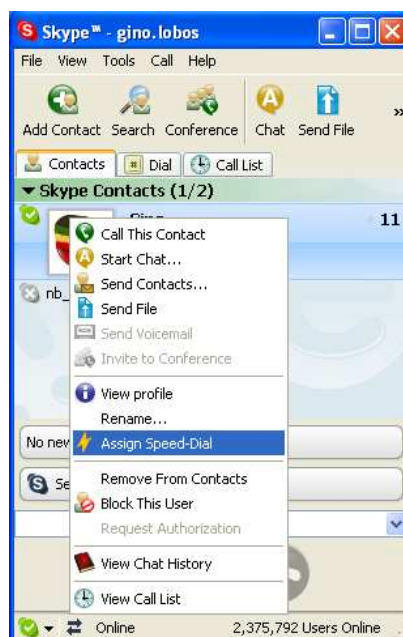 Skype™ - gino.lobos
File View Tools Call Help
Add Contact Search Conference Chat Send File »
Contacts Dial Call List
Skype Contacts (1/2)
11
Call This Contact
Start Chat...
Send Contacts...
nb_
Send File
Send Voicemail
Invite to Conference
View profile
Rename...
No new
Assign Speed-Dial
Remove From Contacts
Se
Block This User
Request Authorization
View Chat History
View Call List
Online 2,375,792 Users Online